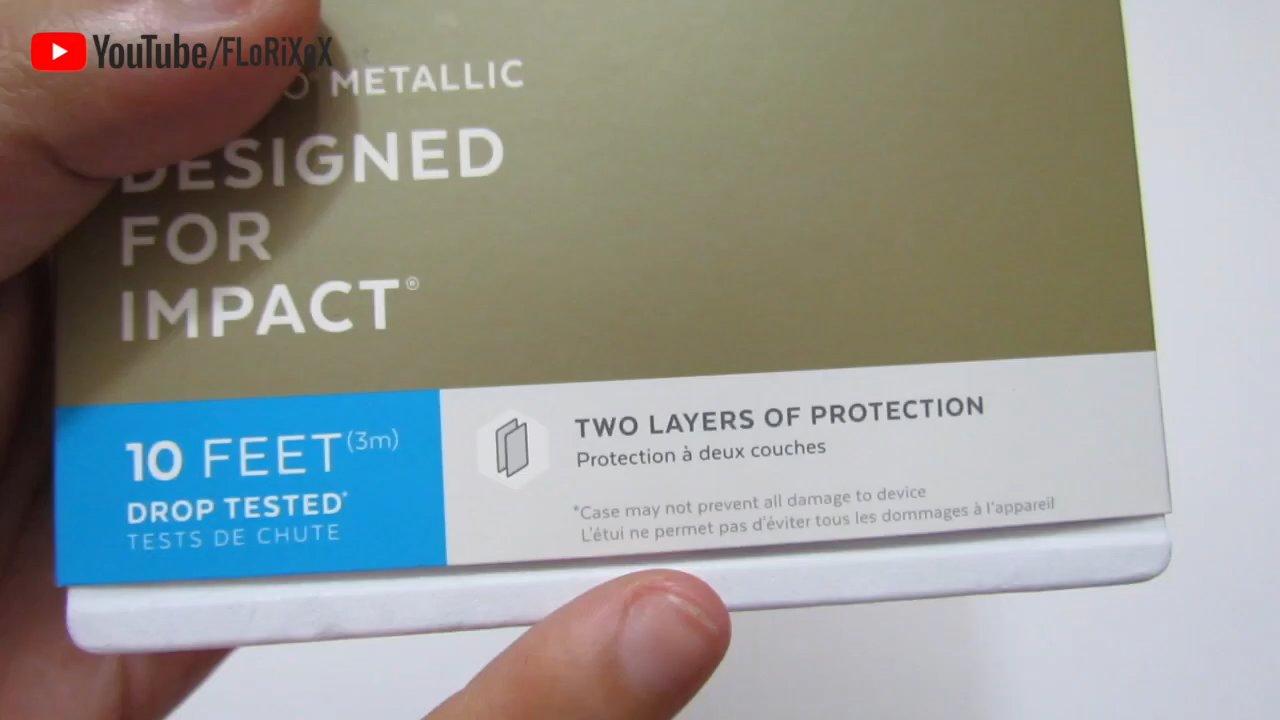 YouTube/FLoRiXoX
METALLIC
DESIGNED
FOR
IMPACT®
10 FEET (3m)
DROP TESTED*
TESTS DE CHUTE
TWO LAYERS OF PROTECTION
Protection à deux couches
*Case may not prevent all damage to device
L'étui ne permet pas d'éviter tous les dommages à l'appareil